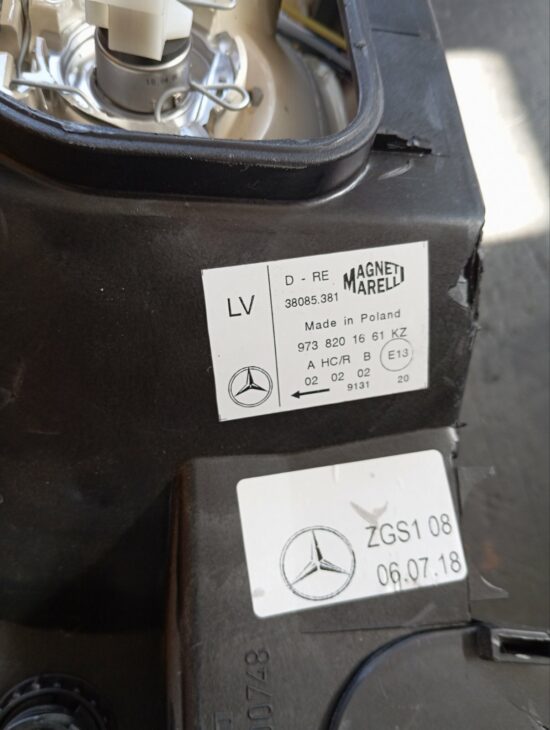 LV
D - RE
MAGNETI
MARELLI
38085.381
Made in Poland
973 820 16 61 KZ
A HC/R B
E13
02 02 02
9131 20
ZGS1 08
06.07.18
00748